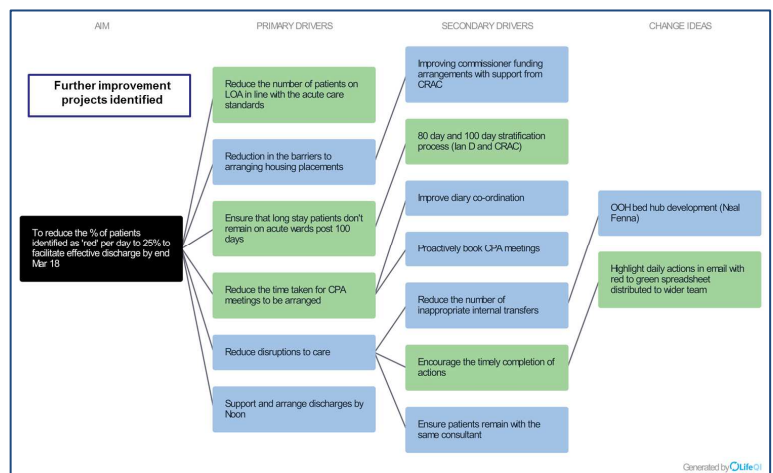 AIM
PRIMARY DRIVERS
SECONDARY DRIVERS
CHANGE IDEAS
Further improvement
projects identified
To reduce the % of patients
identified as 'red' per day to 25% to
facilitate effective discharge by end
Mar 18
Reduce the number of patients on
LOA in line with the acute care
standards
Reduction in the barriers to
arranging housing placements
Ensure that long stay patients don't
remain on acute wards post 100
days
Reduce the time taken for CPA
meetings to be arranged
Reduce disruptions to care
Support and arrange discharges by
Noon
Improving commissioner funding
arrangements with support from
CRAC
80 day and 100 day stratification
process (Ian D and CRAC)
Improve diary co-ordination
Proactively book CPA meetings
Reduce the number of
inappropriate internal transfers
Encourage the timely completion of
actions
Ensure patients remain with the
same consultant
OOH bed hub development (Neal
Fenna)
Highlight daily actions in email with
red to green spreadsheet
distributed to wider team
Generated by LifeQI